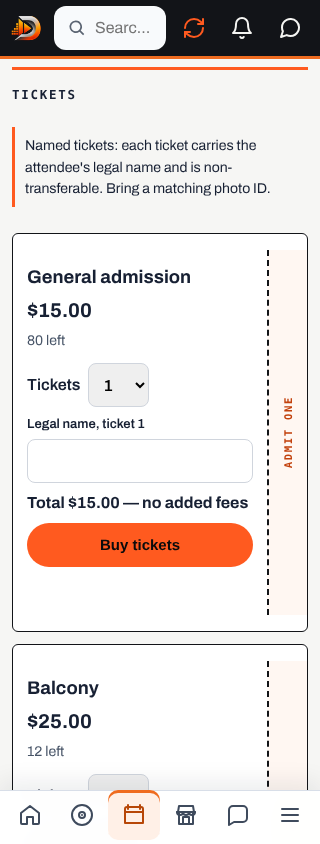 Searc...
TICKETS
Named tickets: each ticket carries the
attendee's legal name and is non-
transferable. Bring a matching photo ID.
General admission
$15.00
80 left
Tickets 1
Legal name, ticket 1
Total $15.00 — no added fees
Buy tickets
ADMIT ONE
Balcony
$25.00
12 left